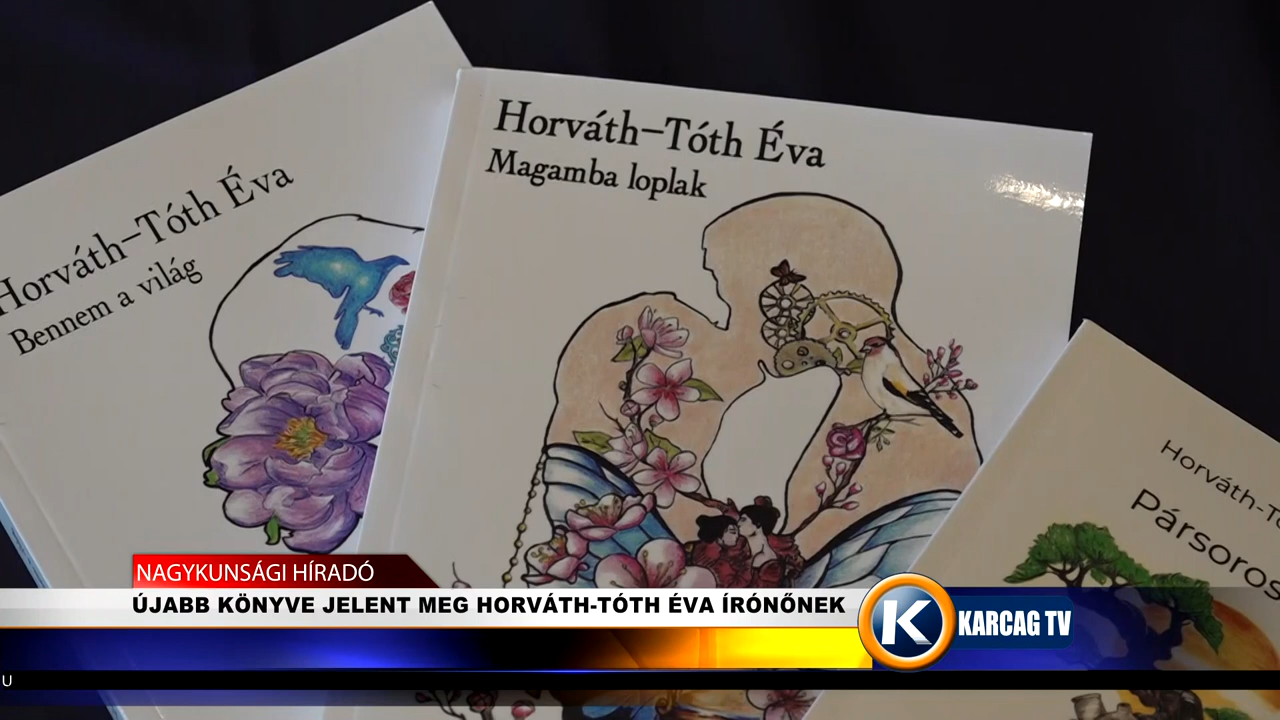 Horváth-Tóth Éva
Bennem a világ
Horváth-Tóth Éva
Magamba loplak
Horváth-
Pársoros
NAGYKUNSÁGI HÍRADÓ
ÚJABB KÖNYVE JELENT MEG HORVÁTH-TÓTH ÉVA ÍRÓNŐNEK
K
KARCAG TV
U